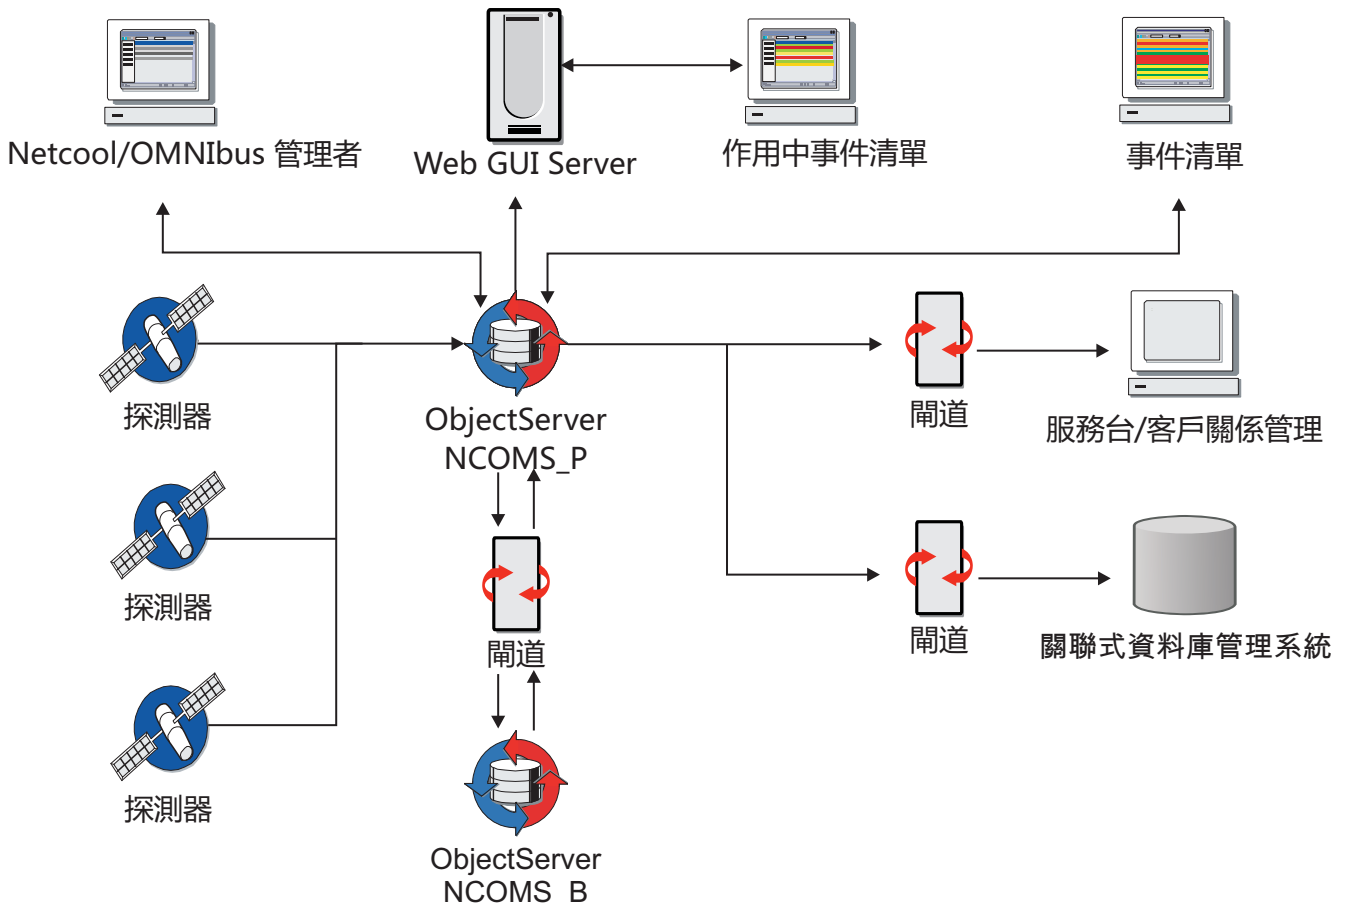 Netcool/OMNIbus 管理者
Web GUI Server
作用中事件清單
事件清單
探測器
ObjectServer
NCOMS_P
閘道
服務台/客戶關係管理
探測器
閘道
閘道
關聯式資料庫管理系統
探測器
ObjectServer
NCOMS_B